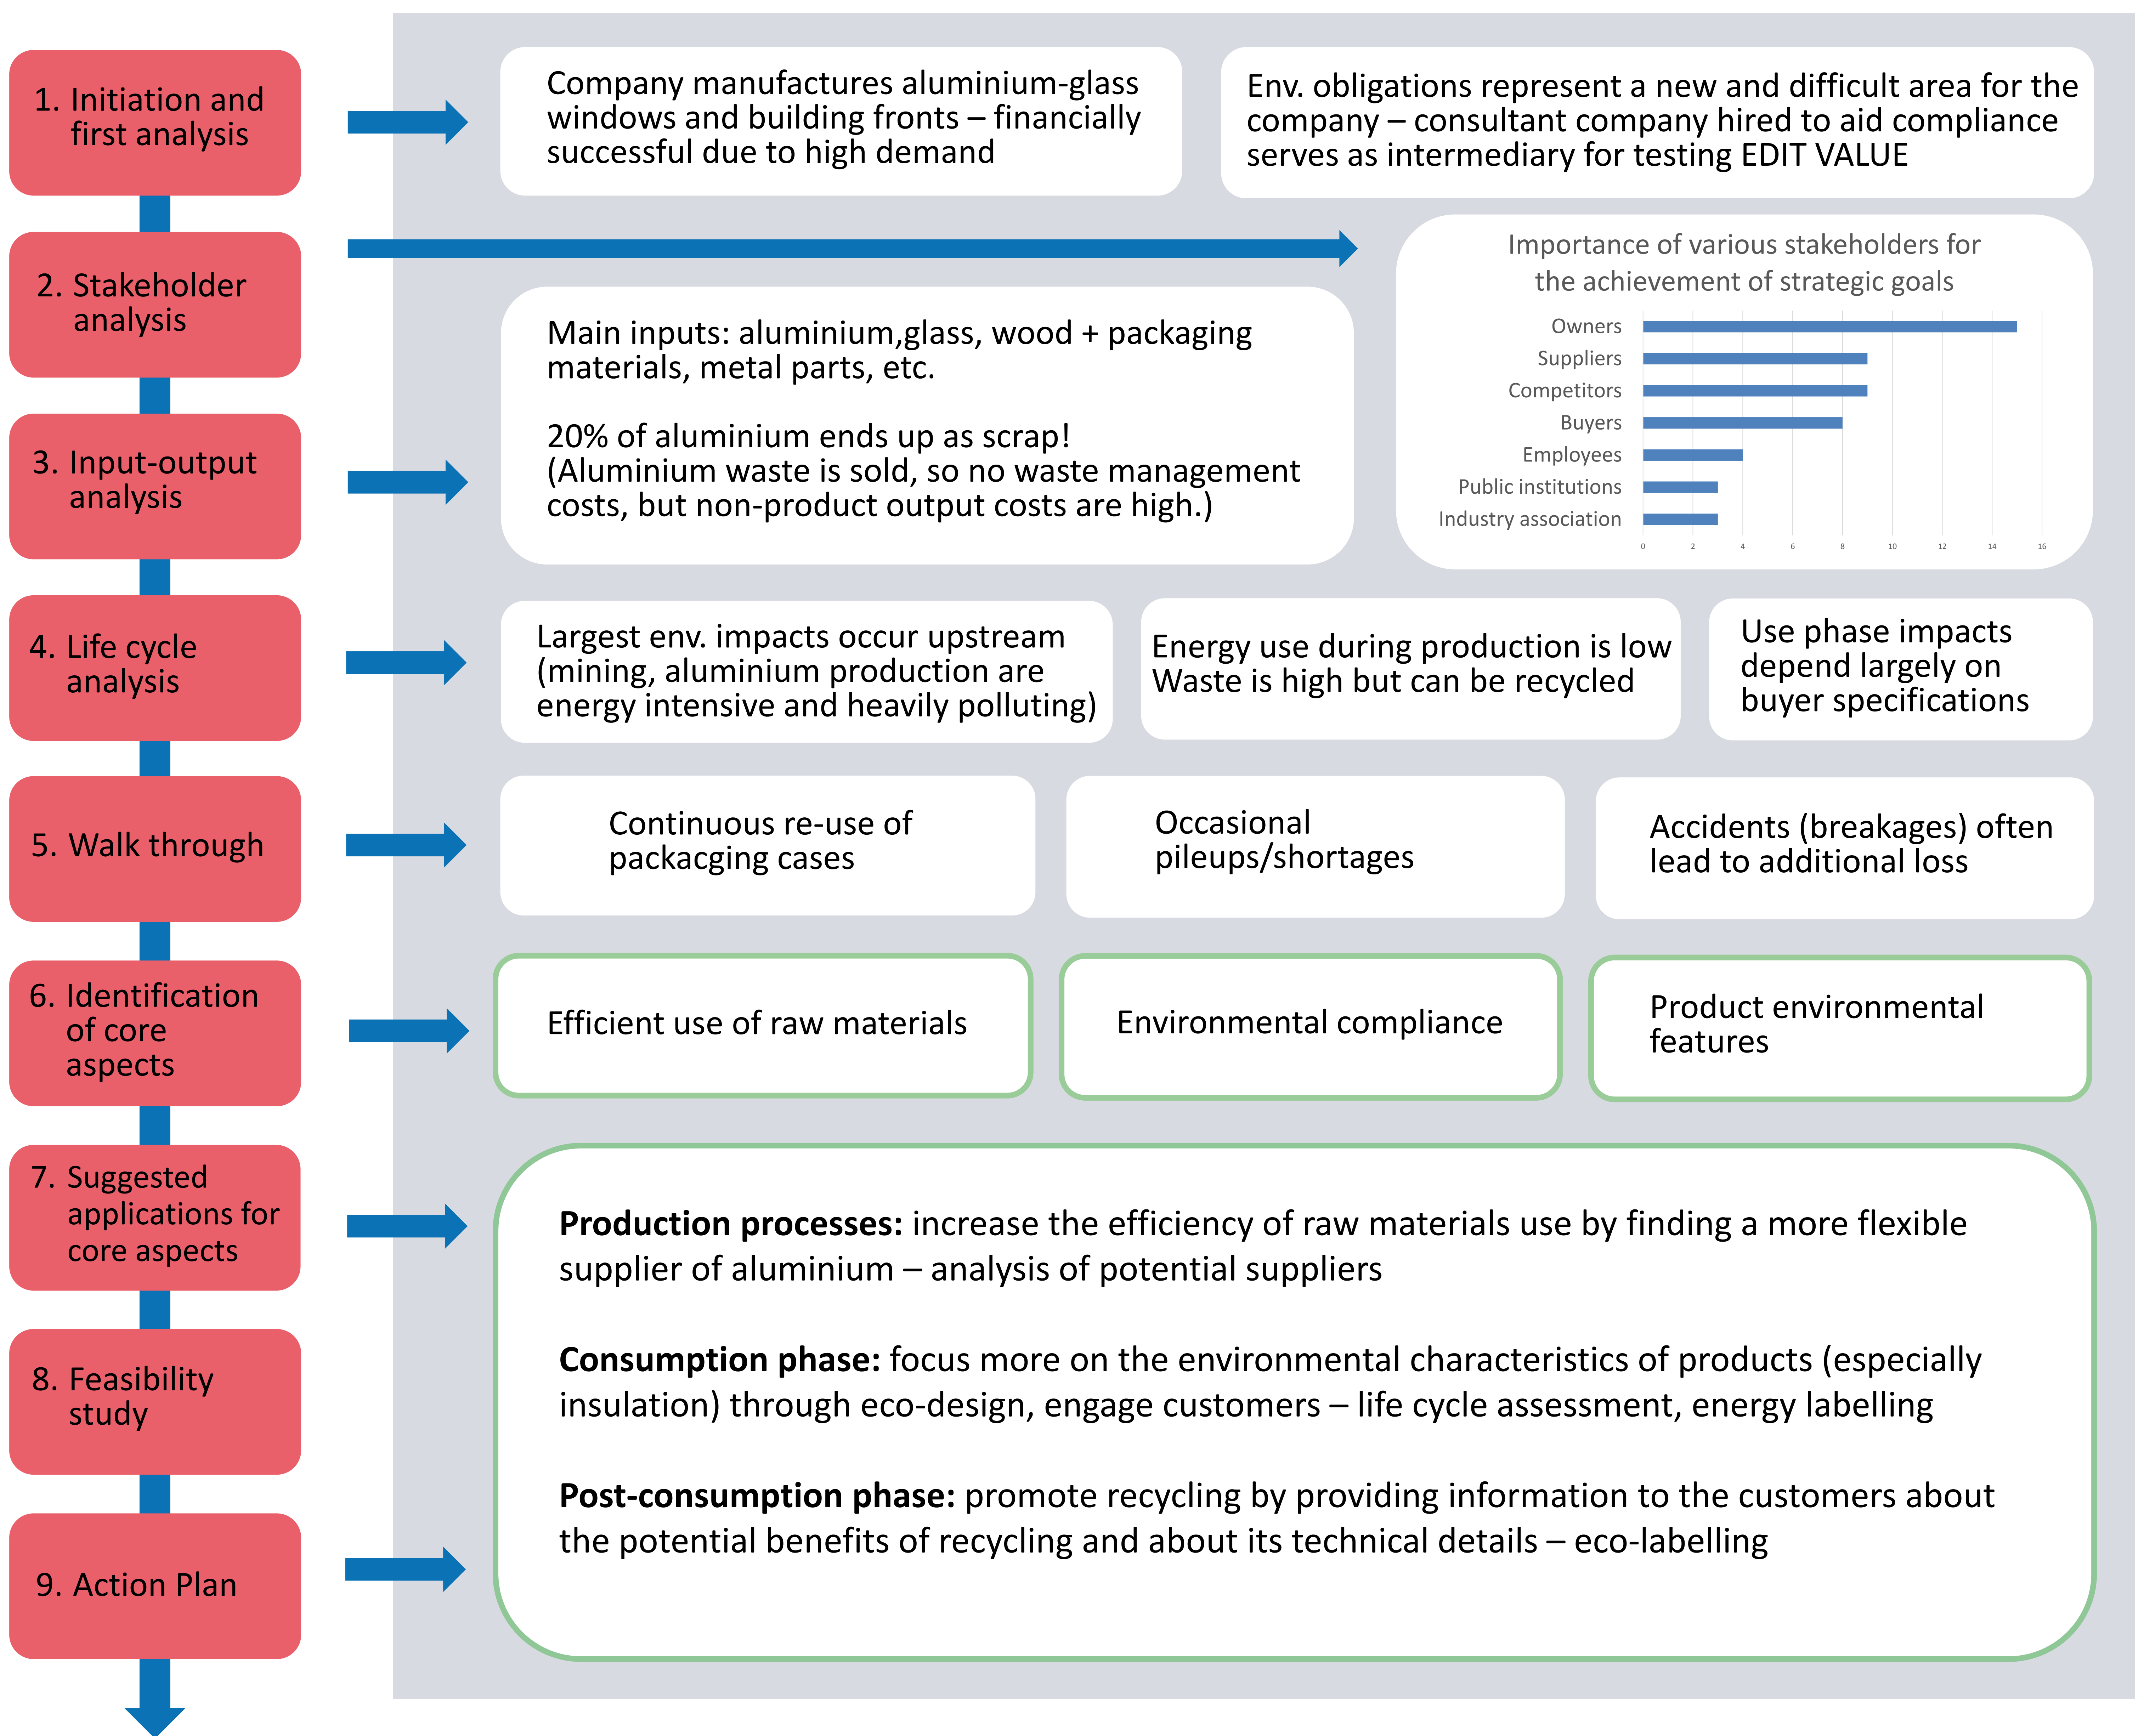 1. Initiation and
first analysis
Company manufactures aluminium-glass
windows and building fronts – financially
successful due to high demand
Env. obligations represent a new and difficult area for the
company – consultant company hired to aid compliance
serves as intermediary for testing EDIT VALUE
2. Stakeholder
analysis
Importance of various stakeholders for
the achievement of strategic goals
Owners
Suppliers
Competitors
Buyers
Employees
Public institutions
Industry association
0 2 4 6 8 10 12 14 16
3. Input-output
analysis
Main inputs: aluminium,glass, wood + packaging
materials, metal parts, etc.
20% of aluminium ends up as scrap!
(Aluminium waste is sold, so no waste management
costs, but non-product output costs are high.)
4. Life cycle
analysis
Largest env. impacts occur upstream
(mining, aluminium production are
energy intensive and heavily polluting)
Energy use during production is low
Waste is high but can be recycled
Use phase impacts
depend largely on
buyer specifications
5. Walk through
Continuous re-use of
packacging cases
Occasional
pileups/shortages
Accidents (breakages) often
lead to additional loss
6. Identification
of core
aspects
Efficient use of raw materials
Environmental compliance
Product environmental
features
7. Suggested
applications for
core aspects
8. Feasibility
study
9. Action Plan
Production processes: increase the efficiency of raw materials use by finding a more flexible
supplier of aluminium – analysis of potential suppliers
Consumption phase: focus more on the environmental characteristics of products (especially
insulation) through eco-design, engage customers – life cycle assessment, energy labelling
Post-consumption phase: promote recycling by providing information to the customers about
the potential benefits of recycling and about its technical details – eco-labelling